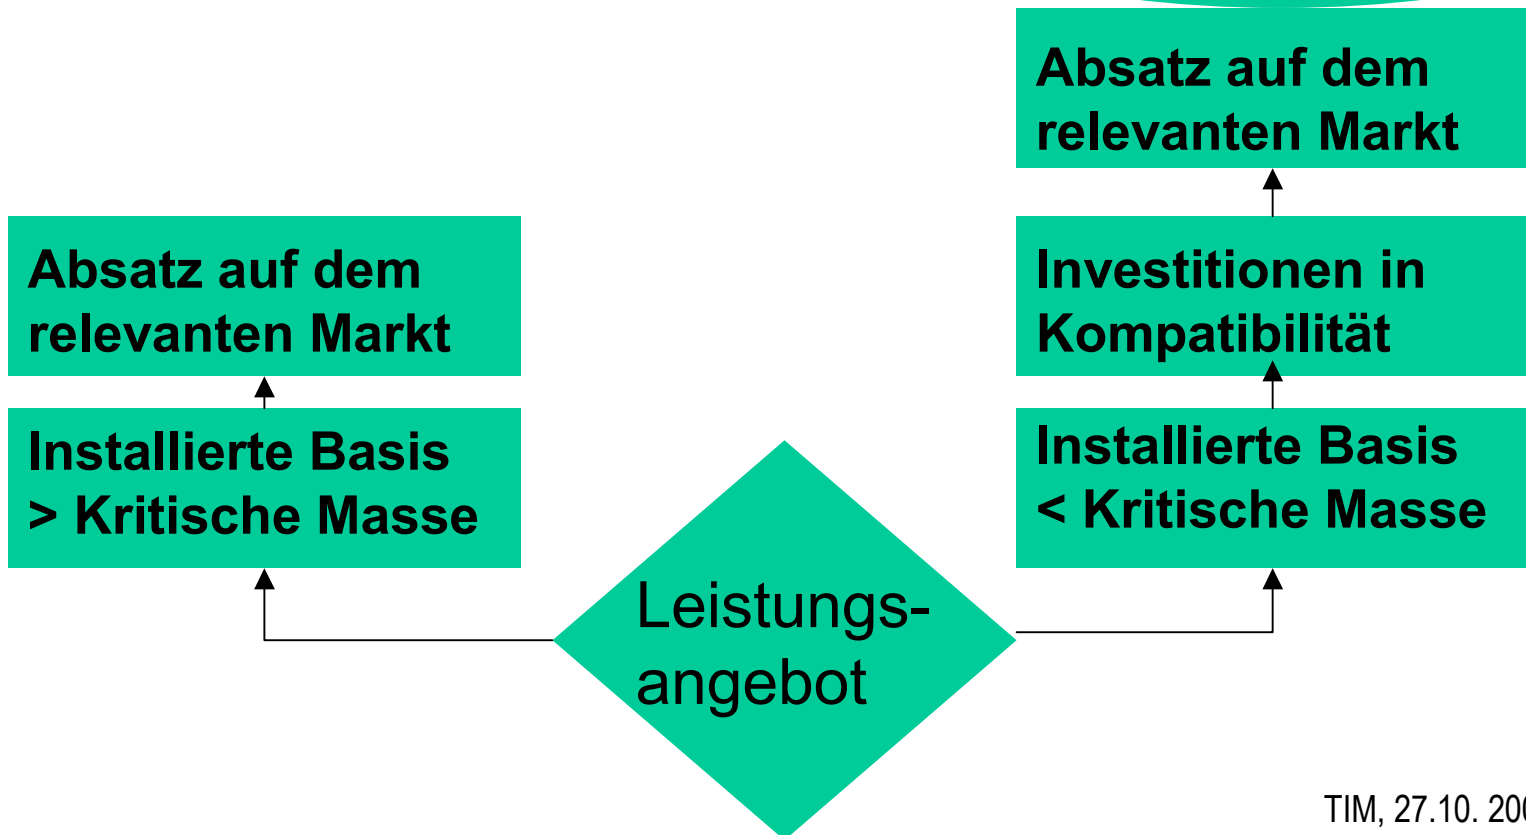 Absatz auf dem
relevanten Markt
Investitionen in
Kompatibilität
Installierte Basis
< Kritische Masse
Absatz auf dem
relevanten Markt
Installierte Basis
> Kritische Masse
Leistungs-
angebot
TIM, 27.10.